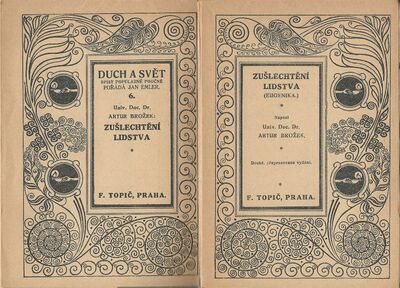 DUCH A SVĚT
SPISY POPULÁRNĚ POUČNÉ
POŘÁDÁ JAN EMLER.
6.
Univ. Doc. Dr.
ARTUR BROŽEK:
ZUŠLECHTĚNÍ
LIDSTVA
F. TOPIČ, PRAHA.
ZUŠLECHTĚNÍ
LIDSTVA
(EUGENIKA.)
Napsal
Univ. Doc. Dr.
ARTUR BROŽEK.
Druhé, přepracované vydání.
F. TOPIČ, PRAHA.